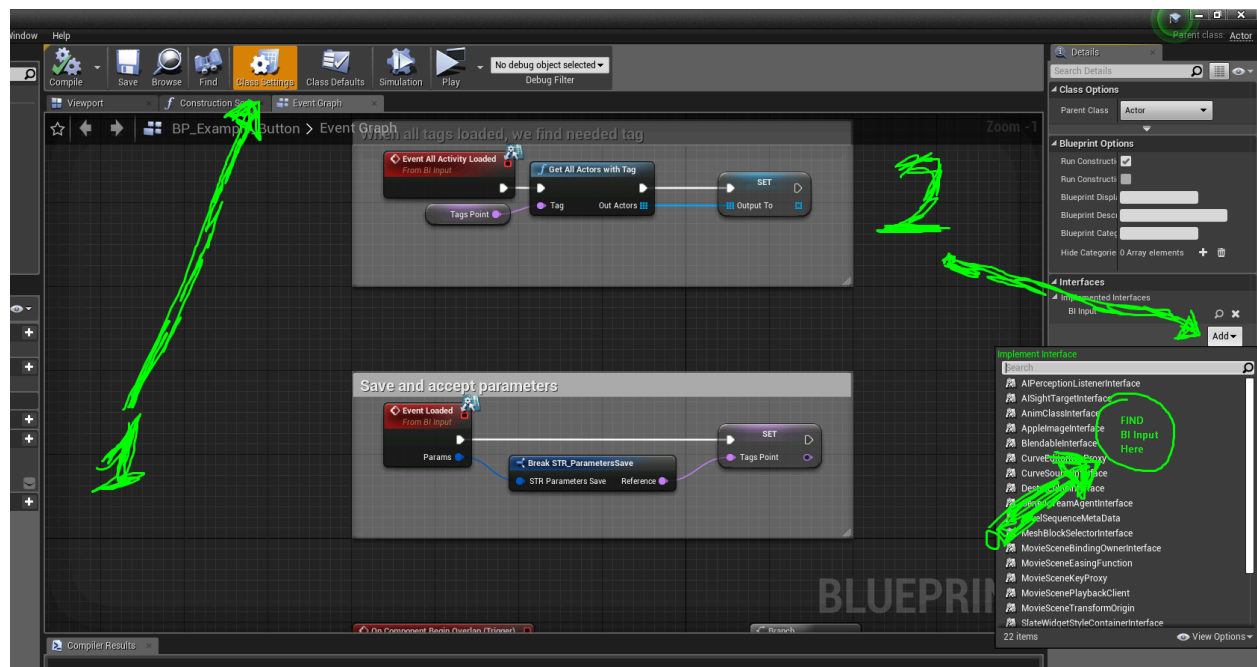 Window Help
Parent class: Actor
Compile
Save
Browse
Find
Class Settings
Class Defaults
Simulation
Play
No debug object selected
Debug Filter
Viewport
Construction
Event Graph
BP_Example Button > Event Graph
Zoom -1
When all tags loaded, we find needed tag
Event All Activity Loaded
From BI Input
Get All Actors with Tag
Tag
Out Actors
Tags Point
SET
Output To
2
Save and accept parameters
Event Loaded
From BI Input
Params
Break STR_ParametersSave
STR Parameters Save
Reference
SET
Tags Point
1
BLUEPRI
On Component Begin Overlap (Trigger)
Branch
Compiler Results
Details
Search Details
Class Options
Parent Class
Actor
Blueprint Options
Run Constructi
Run Constructi
Blueprint Displ
Blueprint Descr
Blueprint Categ
Hide Categorie
0 Array elements
Interfaces
Implemented Interfaces
BI Input
Add
Implement Interface
Search
AIPerceptionListenerInterface
AISightTargetInterface
AnimClassInterface
AppleImageInterface
BlendableInterface
FIND
BI Input
Here
MeshBlockSelectorInterface
MovieSceneBindingOwnerInterface
MovieSceneEasingFunction
MovieSceneKeyProxy
MovieScenePlaybackClient
MovieSceneTransformOrigin
SlateWidgetStyleContainerInterface
22 items
View Options